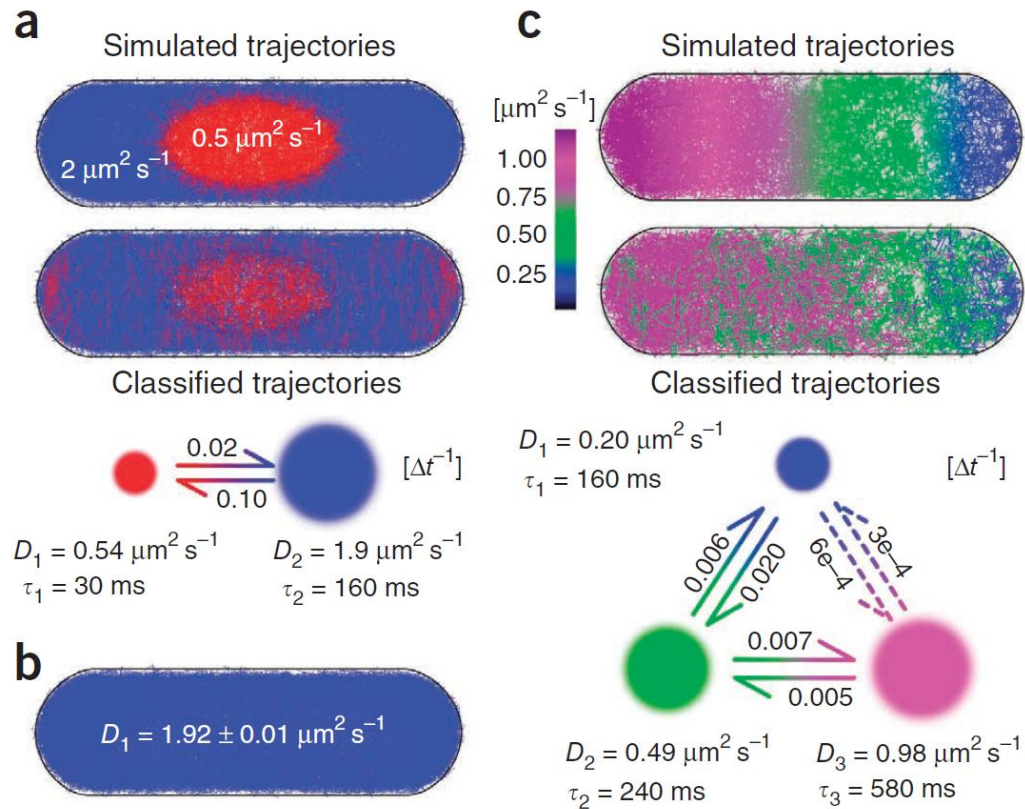 a
Simulated trajectories
0.5 μm² s⁻¹
2 μm² s⁻¹
Classified trajectories
0.02
0.10
[Δt⁻¹]
D₁ = 0.54 μm² s⁻¹
τ₁ = 30 ms
D₂ = 1.9 μm² s⁻¹
τ₂ = 160 ms
b
D₁ = 1.92 ± 0.01 μm² s⁻¹
c
Simulated trajectories
[μm² s⁻¹]
1.00
0.75
0.50
0.25
Classified trajectories
D₁ = 0.20 μm² s⁻¹
τ₁ = 160 ms
[Δt⁻¹]
0.006
0.020
6e–4
3e–4
0.007
0.005
D₂ = 0.49 μm² s⁻¹
τ₂ = 240 ms
D₃ = 0.98 μm² s⁻¹
τ₃ = 580 ms